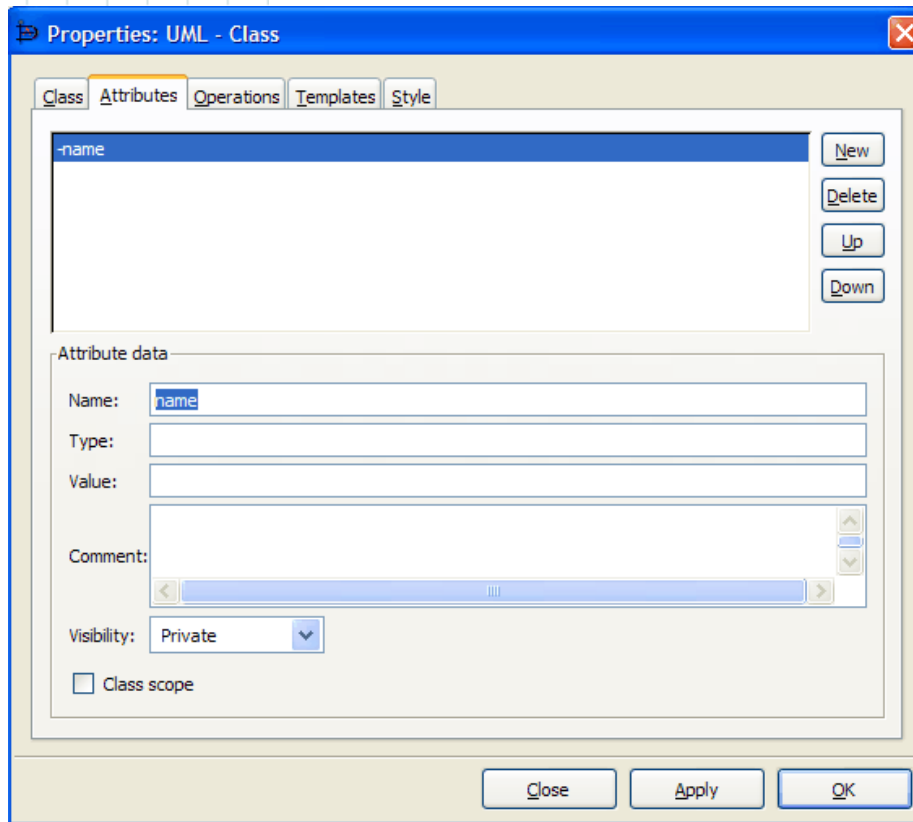 Properties: UML - Class
Class Attributes Operations Templates Style
-name
New
Delete
Up
Down
Attribute data
Name: name
Type:
Value:
Comment:
Visibility: Private
Class scope
Close Apply OK